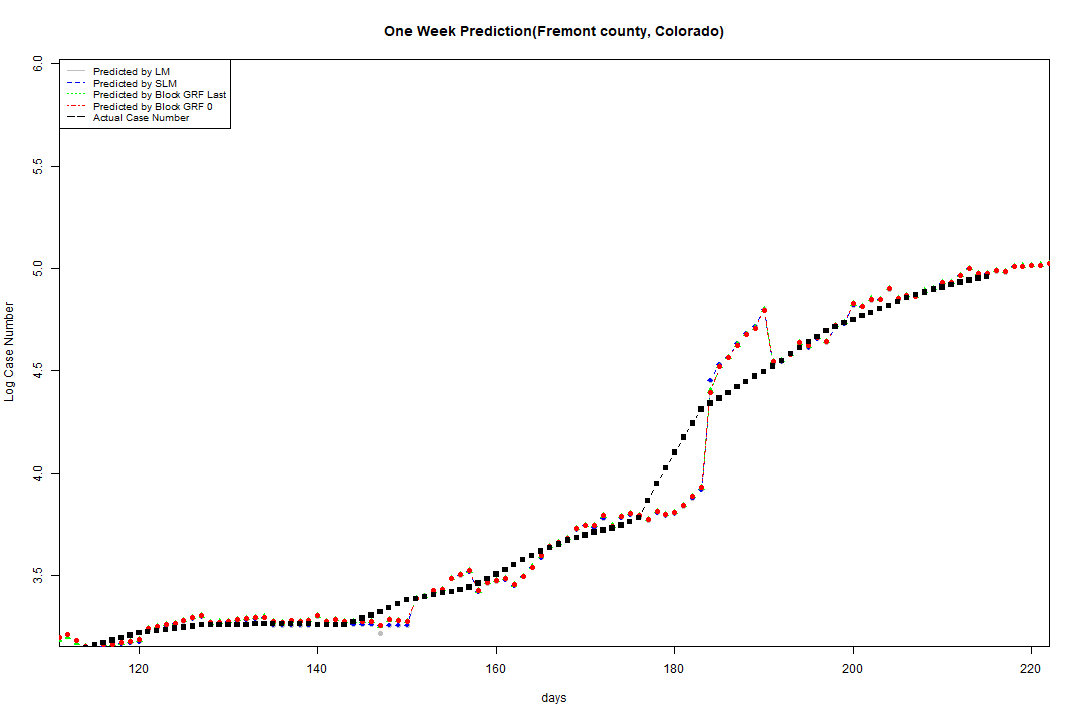 One Week Prediction(Fremont county, Colorado)
Predicted by LM
Predicted by SLM
Predicted by Block GRF Last
Predicted by Block GRF 0
Actual Case Number
6.0
5.5
5.0
4.5
4.0
3.5
Log Case Number
120 140 160 180 200 220
days